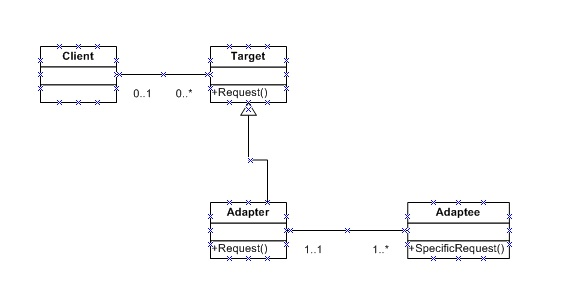 Client
Target
0..1
0..*
+Request()
Adapter
Adaptee
+Request()
1..1
1..*
+SpecificRequest()